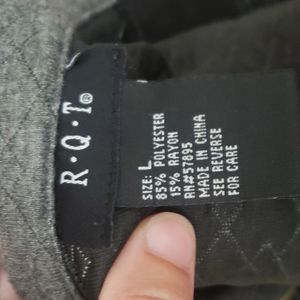 R·Q·T®
SIZE: L
85% POLYESTER
15% RAYON
RN#57895
MADE IN CHINA
SEE REVERSE
FOR CARE